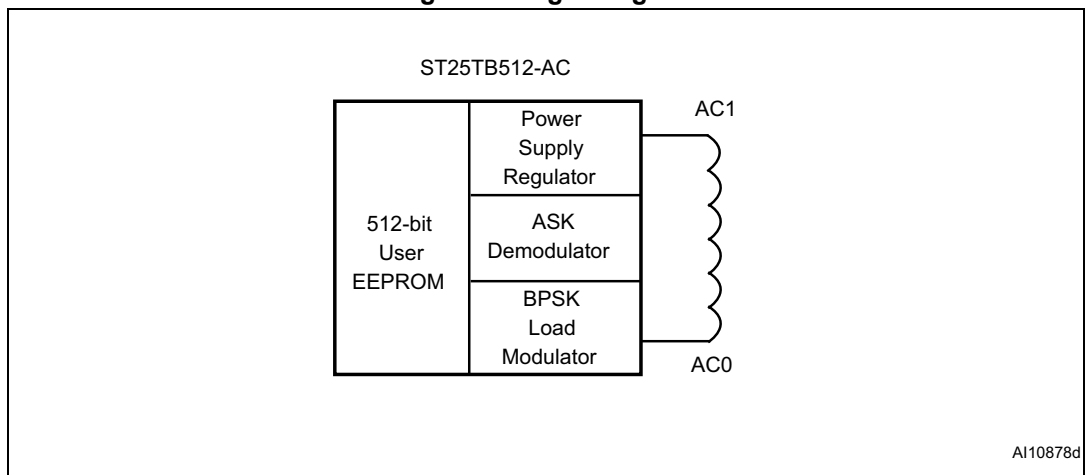 ST25TB512-AC
AC1
Power
Supply
Regulator
512-bit
User
EEPROM
ASK
Demodulator
BPSK
Load
Modulator
AC0
AI10878d